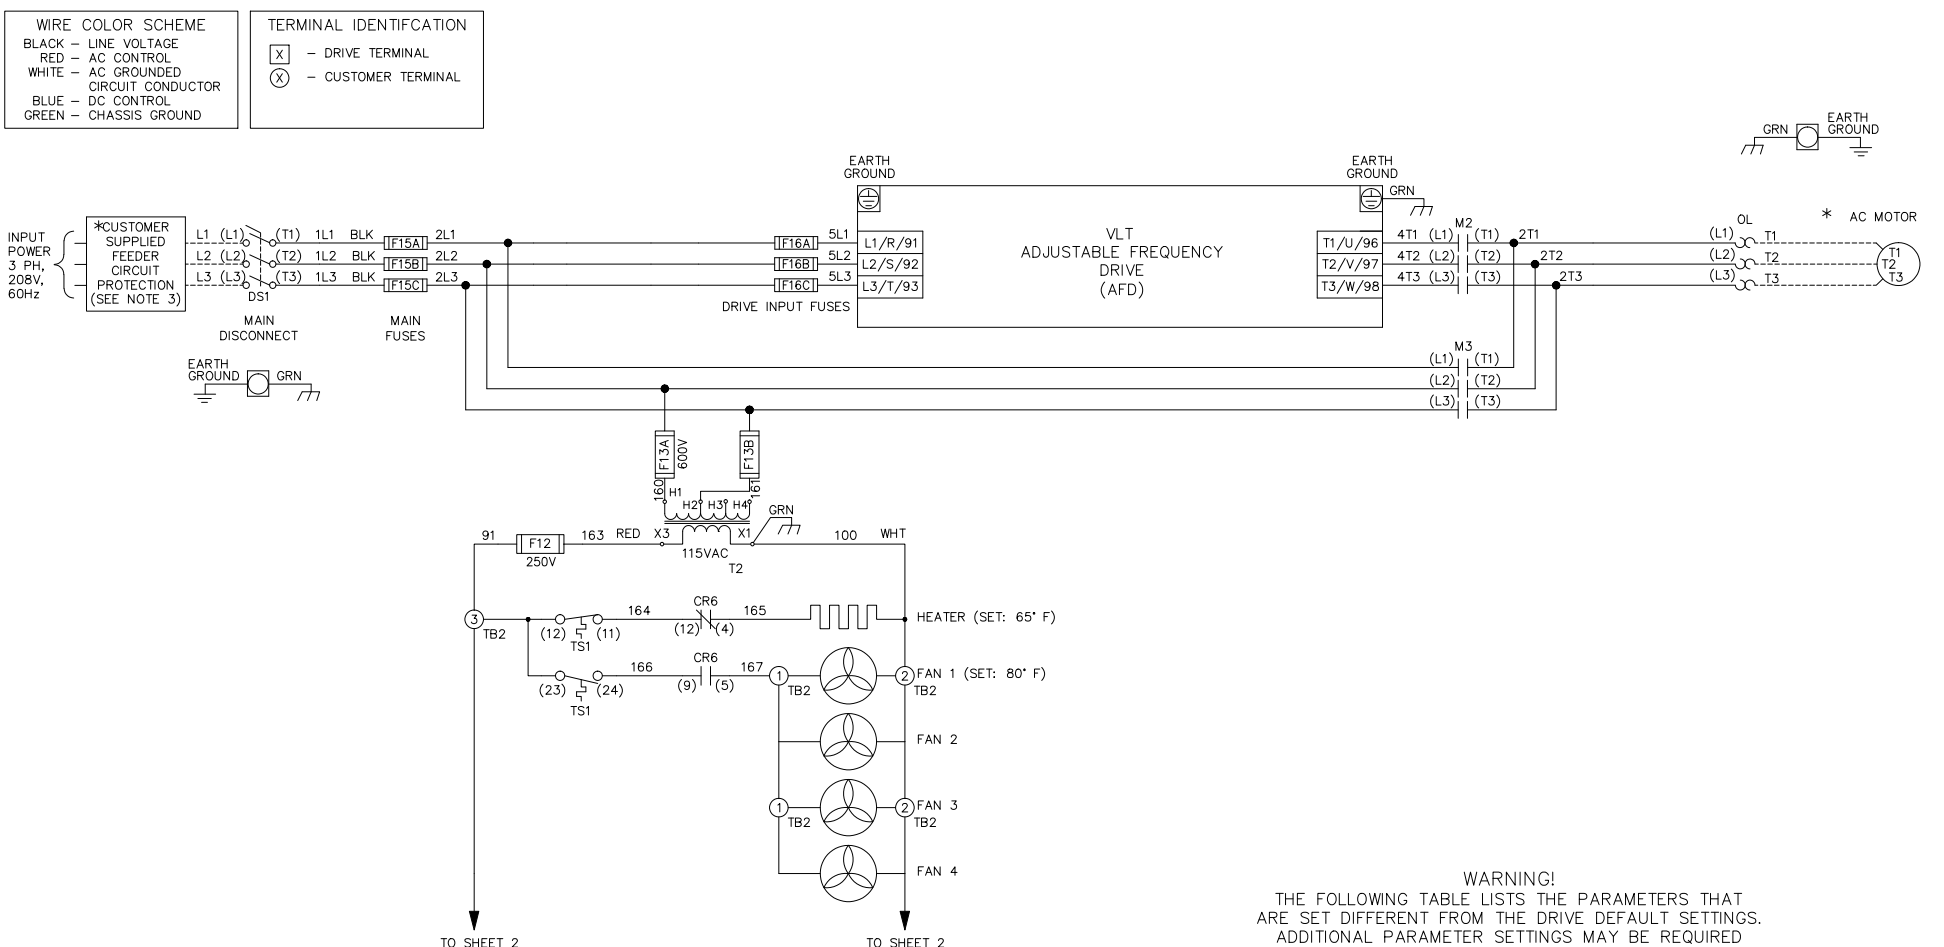 WIRE COLOR SCHEME
BLACK – LINE VOLTAGE
RED – AC CONTROL
WHITE – AC GROUNDED
CIRCUIT CONDUCTOR
BLUE – DC CONTROL
GREEN – CHASSIS GROUND
TERMINAL IDENTIFCATION
X – DRIVE TERMINAL
X – CUSTOMER TERMINAL
GRN
EARTH
GROUND
INPUT
POWER
3 PH,
208V,
60Hz
*CUSTOMER
SUPPLIED
FEEDER
CIRCUIT
PROTECTION
(SEE NOTE 3)
L1 (L1) (T1) 1L1 BLK F15A 2L1
L2 (L2) (T2) 1L2 BLK F15B 2L2
L3 (L3) (T3) 1L3 BLK F15C 2L3
DS1
MAIN
DISCONNECT
MAIN
FUSES
EARTH
GROUND
GRN
F16A 5L1
F16B 5L2
F16C 5L3
DRIVE INPUT FUSES
EARTH
GROUND
L1/R/91
L2/S/92
L3/T/93
VLT
ADJUSTABLE FREQUENCY
DRIVE
(AFD)
EARTH
GROUND
GRN
T1/U/96
T2/V/97
T3/W/98
M2
4T1 (L1) (T1) 2T1
4T2 (L2) (T2) 2T2
4T3 (L3) (T3) 2T3
OL
(L1) T1
(L2) T2
(L3) T3
* AC MOTOR
T1
T2
T3
M3
(L1) (T1)
(L2) (T2)
(L3) (T3)
F13A
600V
F13B
160
H1
H2
H3
H4
161
GRN
91
F12
250V
163 RED X3
X1
100 WHT
115VAC
T2
3
TB2
(12) (11)
TS1
164
CR6
(12) (4)
165
HEATER (SET: 65° F)
(23) (24)
TS1
166
CR6
(9) (5)
167
1
TB2
2
TB2
FAN 1 (SET: 80° F)
FAN 2
1
TB2
2
TB2
FAN 3
FAN 4
TO SHEET 2
TO SHEET 2
WARNING!
THE FOLLOWING TABLE LISTS THE PARAMETERS THAT
ARE SET DIFFERENT FROM THE DRIVE DEFAULT SETTINGS.
ADDITIONAL PARAMETER SETTINGS MAY BE REQUIRED